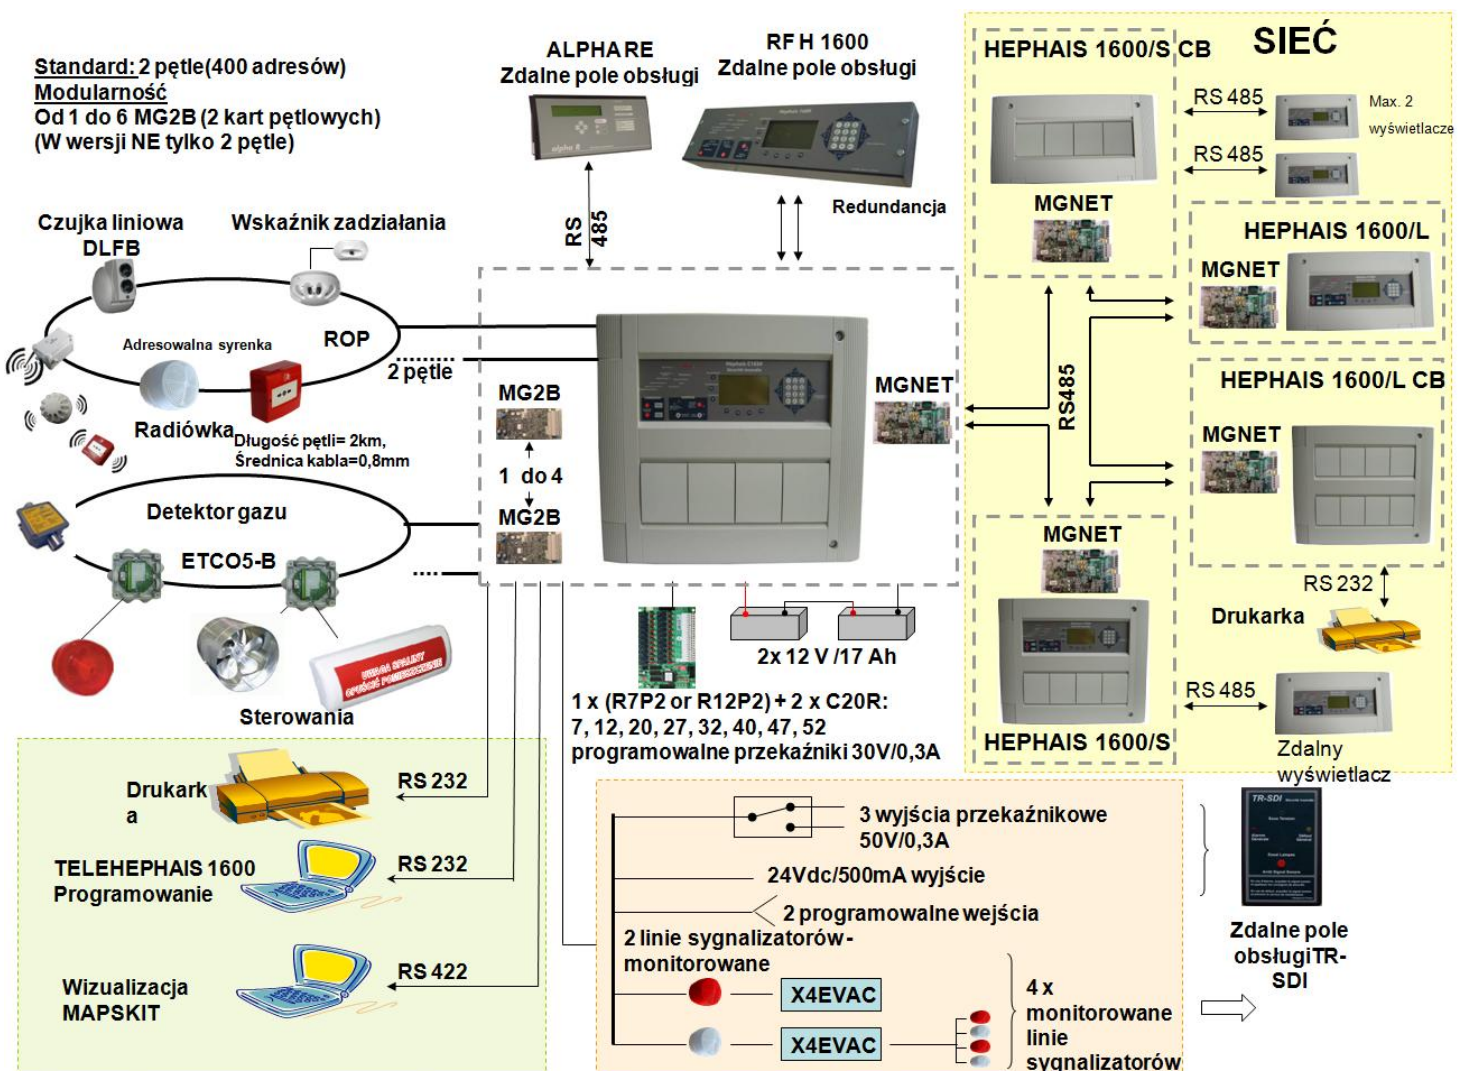 Standard: 2 pętle(400 adresów)
Modularność
Od 1 do 6 MG2B (2 kart pętlowych)
(W wersji NE tylko 2 pętle)
ALPHA RE
Zdalne pole obsługi
RF H 1600
Zdalne pole obsługi
alpha R
RS 485
Redundancja
Czujka liniowa
DLFB
Wskaźnik zadziałania
ROP
Adresowalna syrenka
2 pętle
Radiówka
Długość pętli= 2km,
Średnica kabla=0,8mm
Detektor gazu
ETCO5-B
UWAGA SPALINY
OPUŚCIĆ POMIESZCZENIE
Sterowania
MG2B
1 do 4
MG2B
MGNET
2x 12 V /17 Ah
1 x (R7P2 or R12P2) + 2 x C20R:
7, 12, 20, 27, 32, 40, 47, 52
programowalne przekaźniki 30V/0,3A
SIEĆ
HEPHAIS 1600/S CB
RS 485
Max. 2
wyświetlacze
RS 485
MGNET
HEPHAIS 1600/L
MGNET
RS485
HEPHAIS 1600/L CB
MGNET
RS 232
Drukarka
MGNET
HEPHAIS 1600/S
RS 485
Zdalny
wyświetlacz
Drukark
a
RS 232
TELEHEPHAIS 1600
Programowanie
RS 232
Wizualizacja
MAPSKIT
RS 422
3 wyjścia przekaźnikowe
50V/0,3A
24Vdc/500mA wyjście
2 programowalne wejścia
2 linie sygnalizatorów -
monitorowane
X4EVAC
X4EVAC
4 x
monitorowane
linie
sygnalizatorów
TR-SDI
Zdalne pole
obsługiTR-
SDI